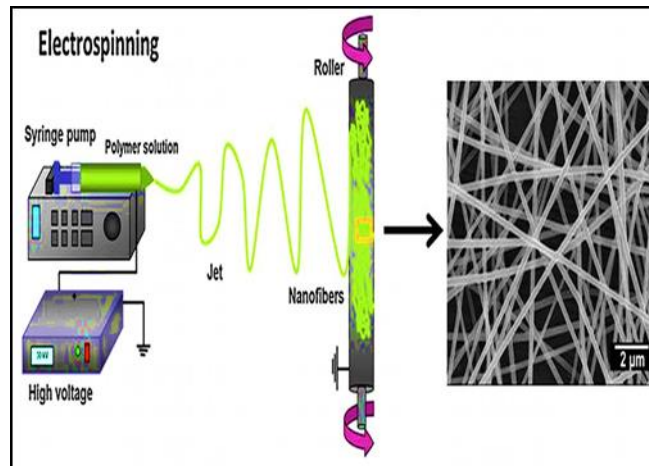 Electrospinning
Roller
Syringe pump
Polymer solution
Jet
Nanofibers
High voltage
2 μm